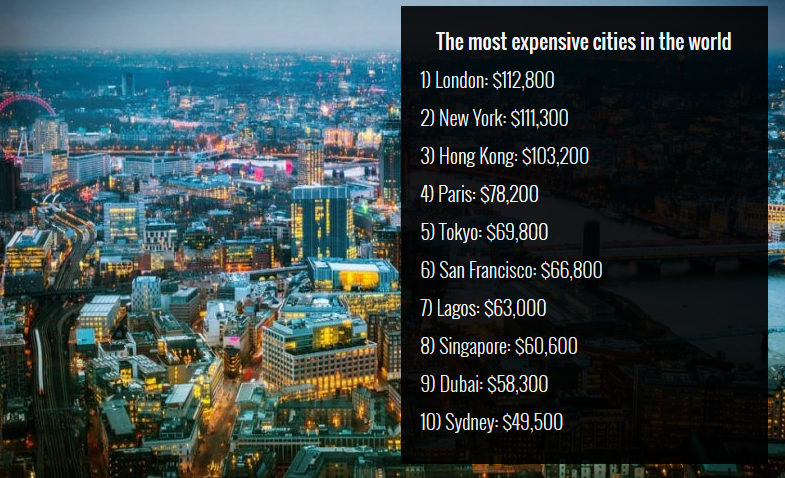 The most expensive cities in the world
1) London: $112,800
2) New York: $111,300
3) Hong Kong: $103,200
4) Paris: $78,200
5) Tokyo: $69,800
6) San Francisco: $66,800
7) Lagos: $63,000
8) Singapore: $60,600
9) Dubai: $58,300
10) Sydney: $49,500